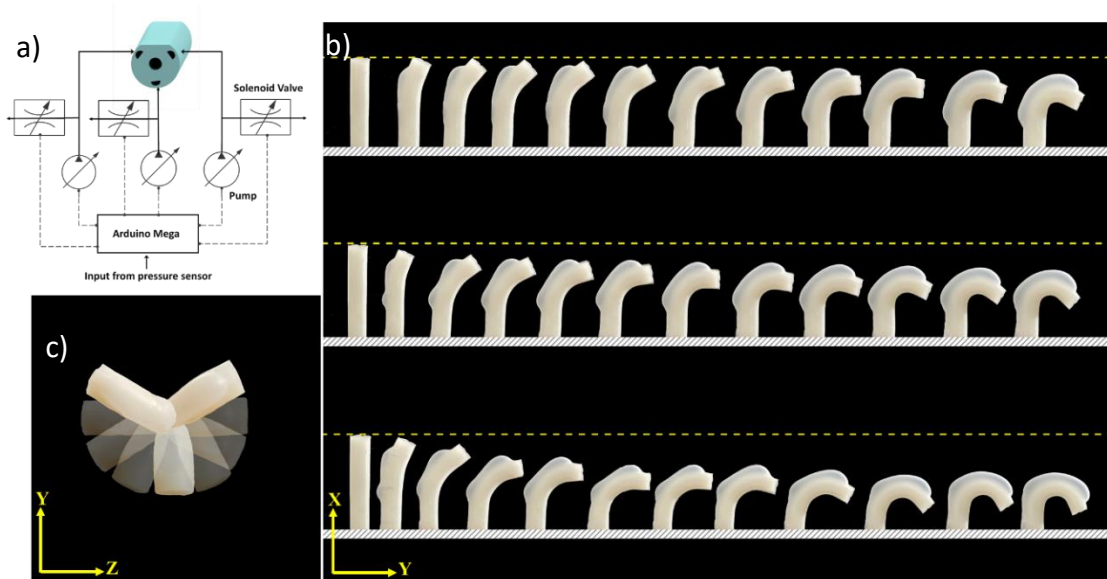 a)
Solenoid Valve
Pump
Arduino Mega
Input from pressure sensor
b)
c)
Y
Z
X
Y